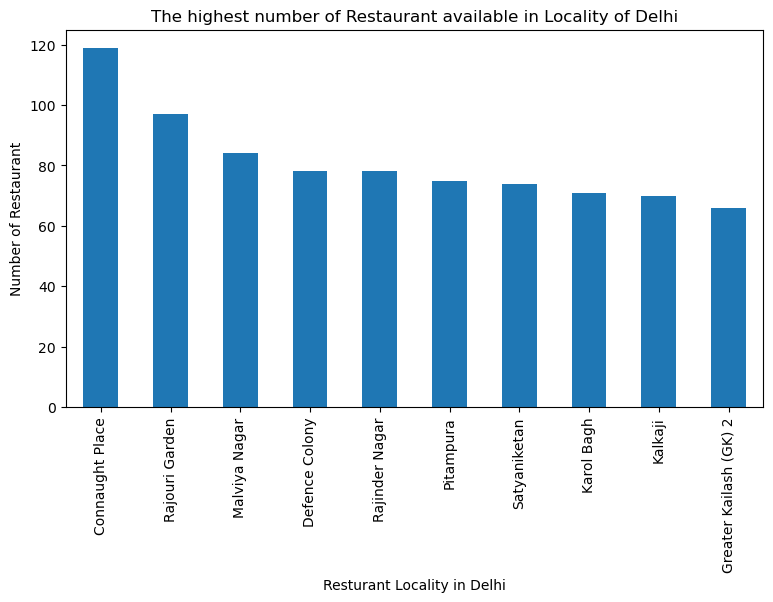 The highest number of Restaurant available in Locality of Delhi
Number of Restaurant
120
100
80
60
40
20
0
Connaught Place
Rajouri Garden
Malviya Nagar
Defence Colony
Rajinder Nagar
Pitampura
Satyaniketan
Karol Bagh
Kalkaji
Greater Kailash (GK) 2
Resturant Locality in Delhi